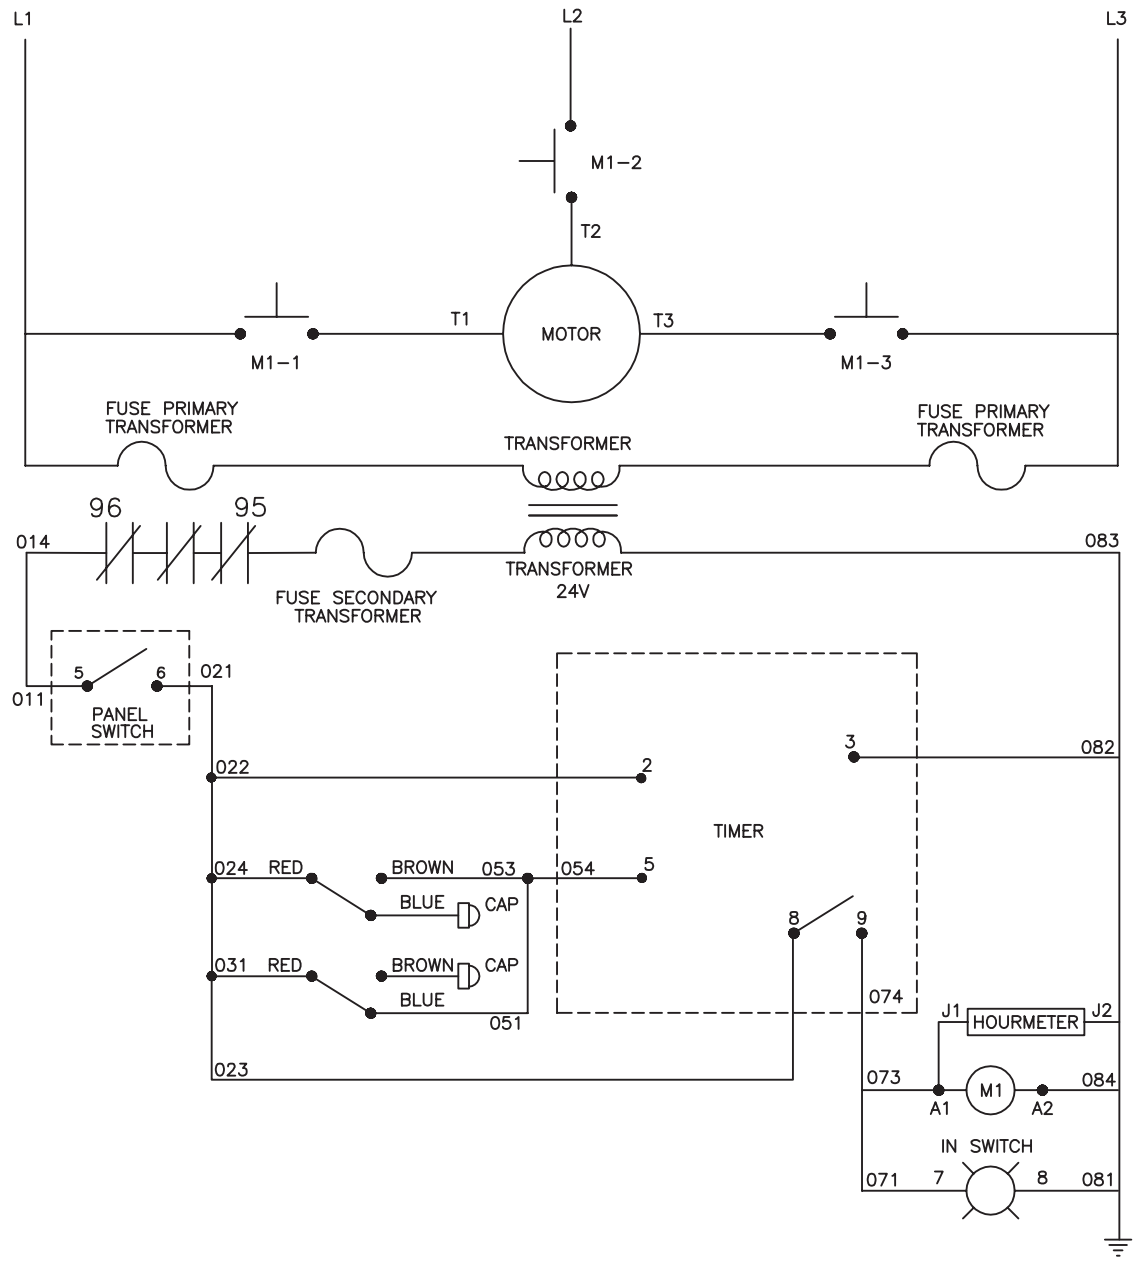 L1
L2
L3
M1-2
T2
T1
MOTOR
T3
M1-1
M1-3
FUSE PRIMARY
TRANSFORMER
TRANSFORMER
FUSE PRIMARY
TRANSFORMER
96
95
014
083
TRANSFORMER
24V
FUSE SECONDARY
TRANSFORMER
5
6
021
011
PANEL
SWITCH
022
2
3
082
TIMER
024
RED
BROWN
053
054
5
BLUE
CAP
8
9
031
RED
BROWN
CAP
BLUE
051
074
J1
HOURMETER
J2
023
073
M1
084
A1
A2
IN SWITCH
071
7
8
081